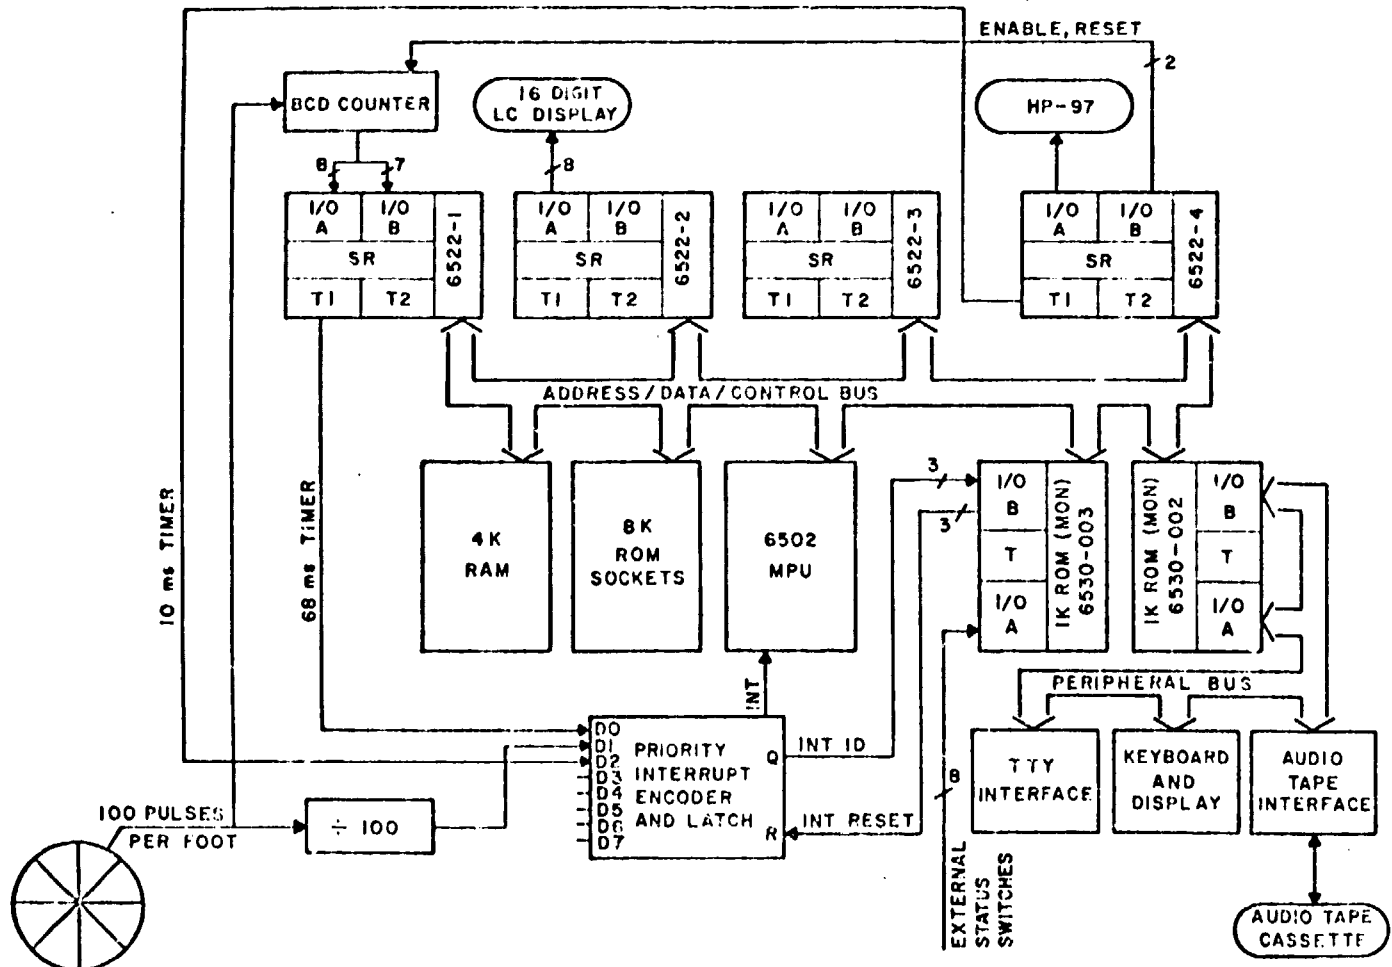 ENABLE, RESET
2
BCD COUNTER
16 DIGIT
LC DISPLAY
HP-97
8
7
8
I/O
A
I/O
B
SR
T1
T2
6522-1
I/O
A
I/O
B
SR
T1
T2
6522-2
I/O
A
I/O
B
SR
T1
T2
6522-3
I/O
A
I/O
B
SR
T1
T2
6522-4
ADDRESS/DATA/CONTROL BUS
10 ms TIMER
68 ms TIMER
4K
RAM
8K
ROM
SOCKETS
6502
MPU
3
3
I/O
B
T
I/O
A
1K ROM (MON)
6530-003
1K ROM (MON)
6530-002
I/O
B
T
I/O
A
PERIPHERAL BUS
INT
D0
D1
D2
D3
D4
D5
D6
D7
PRIORITY
INTERRUPT
ENCODER
AND LATCH
Q
R
INT ID
INT RESET
8
EXTERNAL
STATUS
SWITCHES
TTY
INTERFACE
KEYBOARD
AND
DISPLAY
AUDIO
TAPE
INTERFACE
100 PULSES
PER FOOT
÷ 100
AUDIO TAPE
CASSETTE